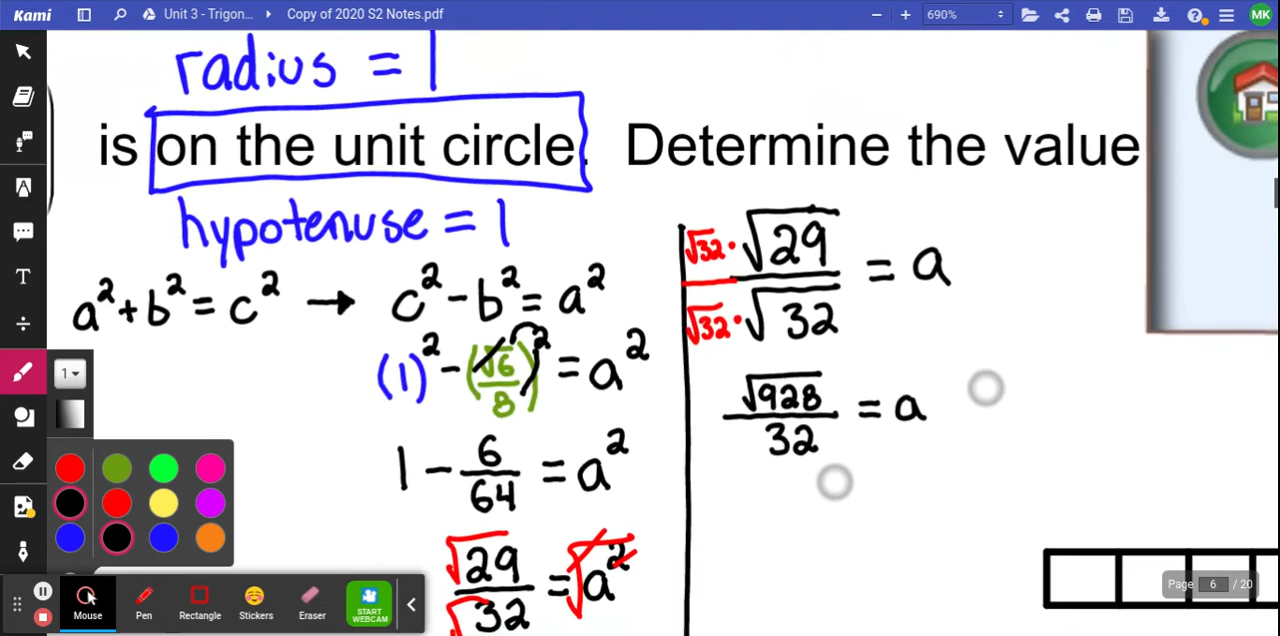 Kami Unit 3 - Trigon... Copy of 2020 S2 Notes.pdf 690% MK
radius = 1
is on the unit circle. Determine the value
hypotenuse = 1
a² + b² = c² → c² - b² = a²
(1)² - (√6/8)² = a²
1 - 6/64 = a²
√29/√32 = √a²
√32 · √29 / √32 · √32 = a
√928/32 = a
1
T
Page 6 / 20
Mouse Pen Rectangle Stickers Eraser START WEBCAM